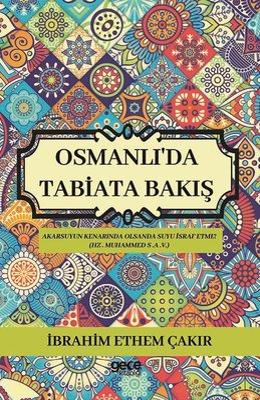 OSMANLI'DA
TABİATA BAKIŞ
AKARSUYUN KENARINDA OLSANDA SUYU İSRAF ETME!
(HZ. MUHAMMED S.A.V.)
İBRAHİM ETHEM ÇAKIR
gece